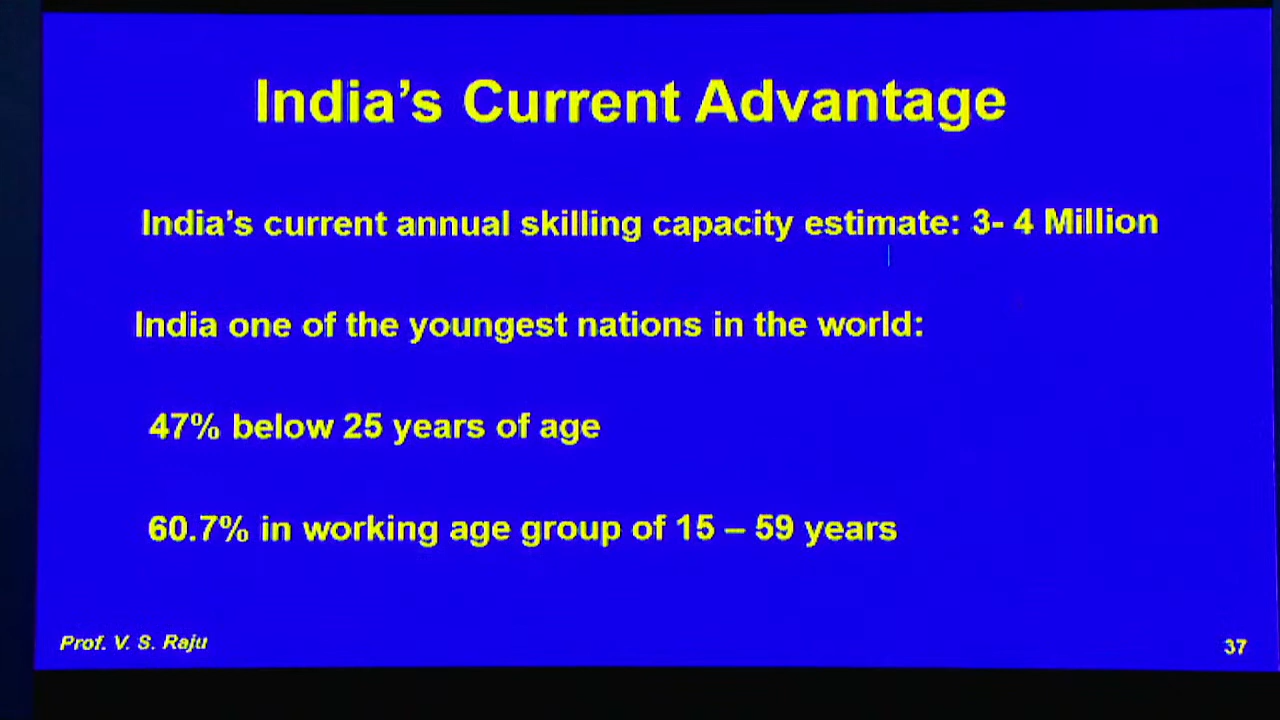 India's Current Advantage
India's current annual skilling capacity estimate: 3- 4 Million
India one of the youngest nations in the world:
47% below 25 years of age
60.7% in working age group of 15 – 59 years
Prof. V. S. Raju
37